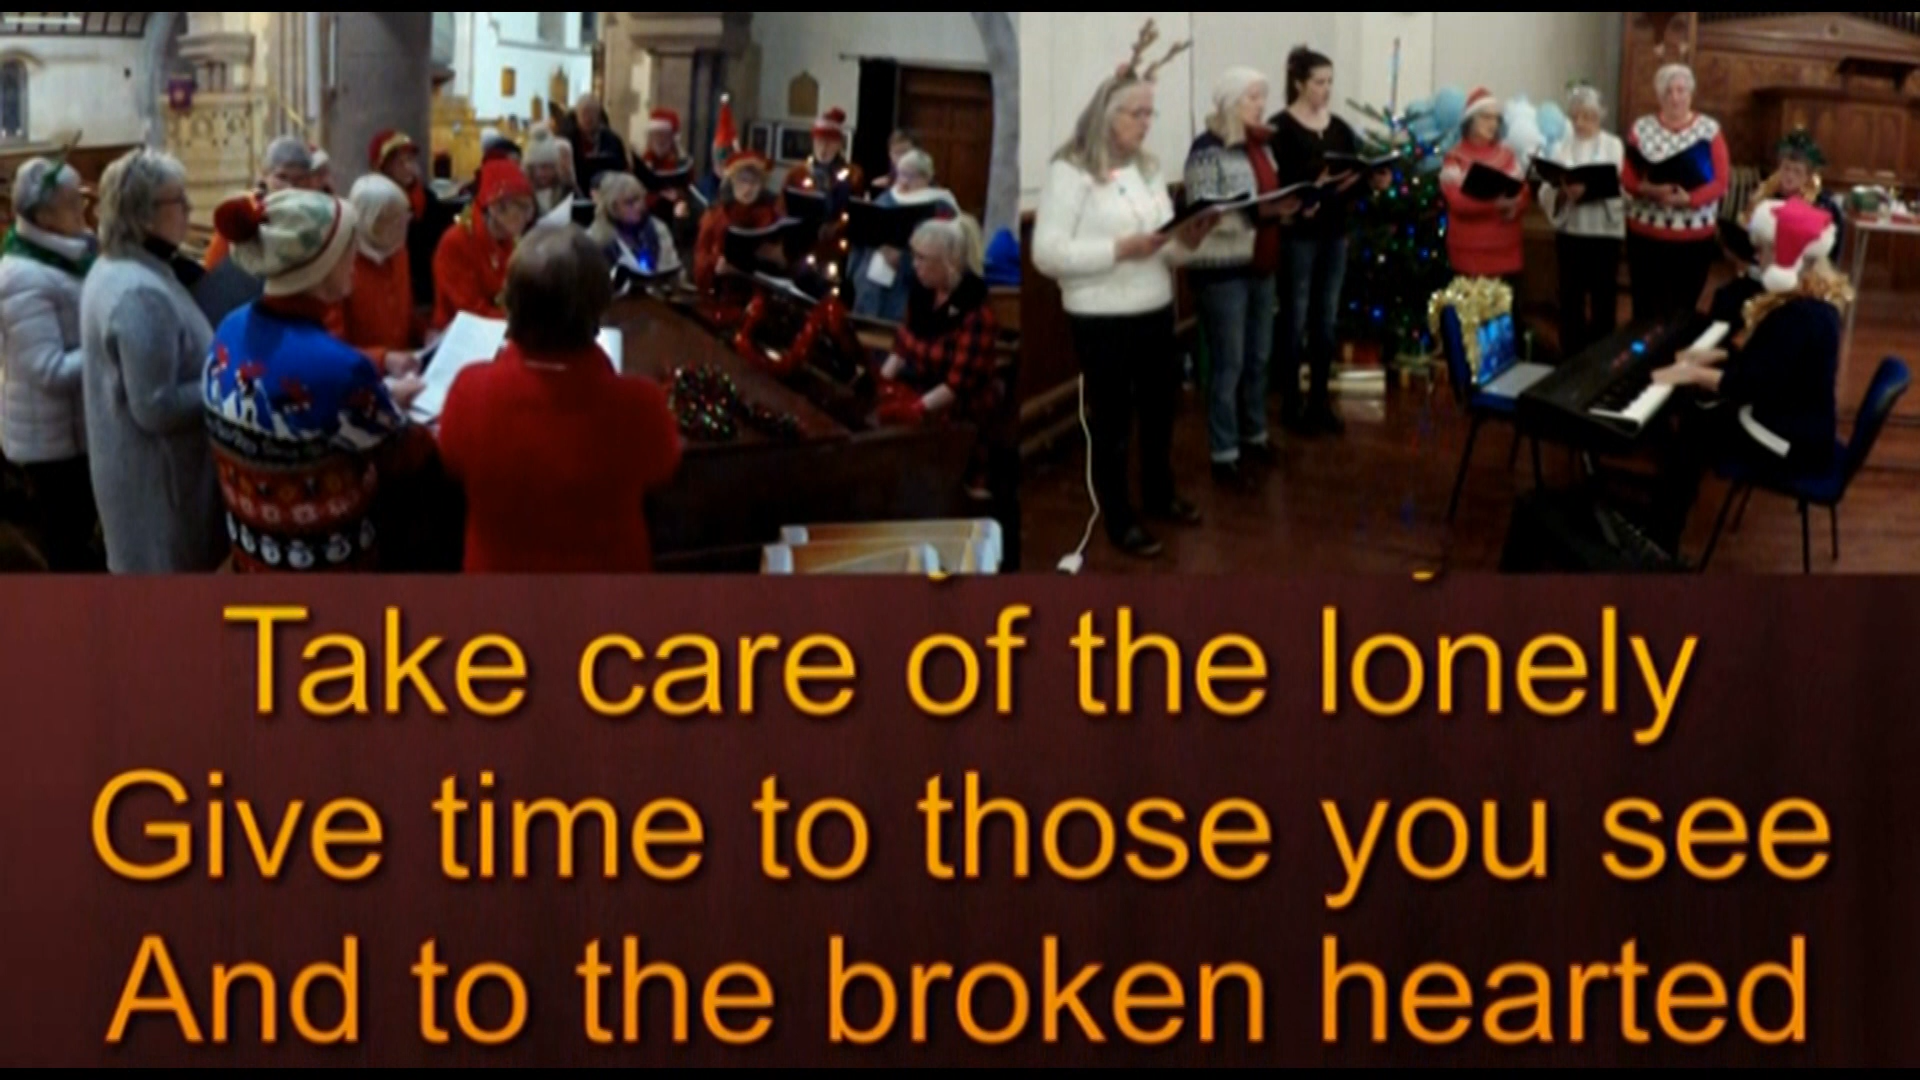 Take care of the lonely
Give time to those you see
And to the broken hearted